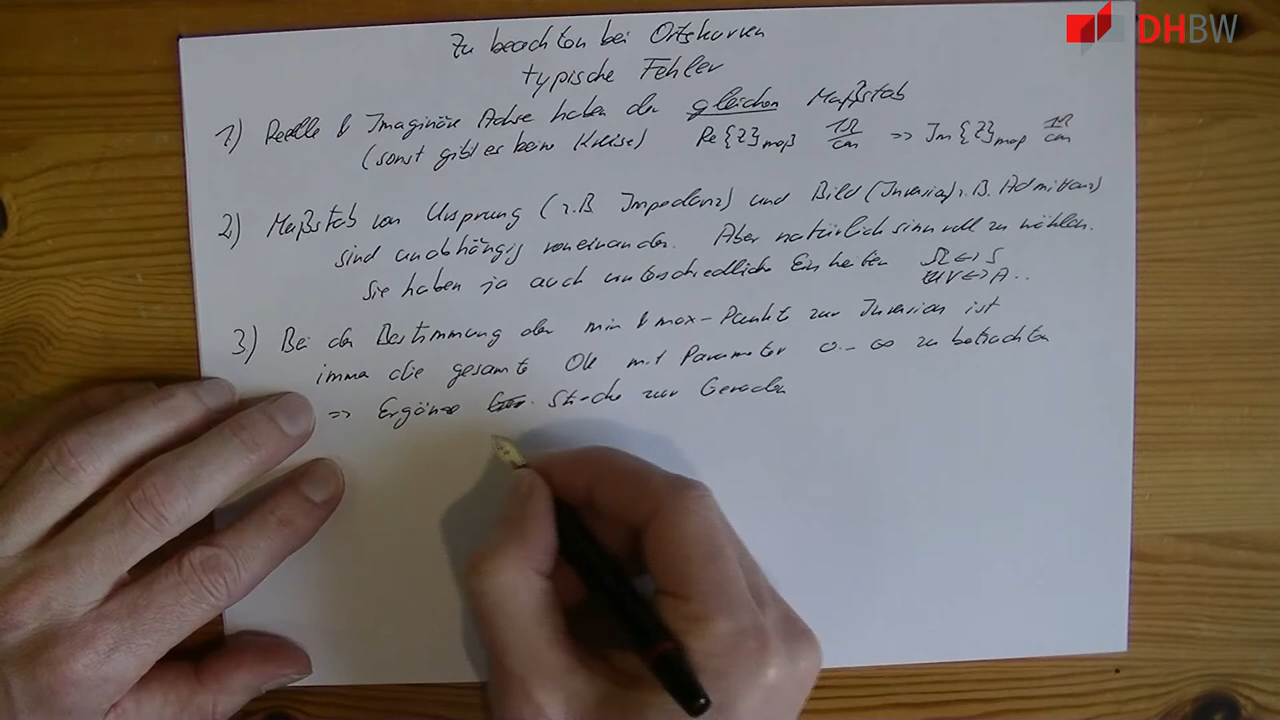 DHBW
Zu beachten bei Ortskurven
typische Fehler
1) Reelle & Imaginäre Achse haben den gleichen Maßstab
(sonst gibt es keine Kreise) Re{Z}maß 1Ω/cm => Im{Z}maß 1Ω/cm
2) Maßstab von Ursprung (z.B Impedanz) und Bild (Inversion) z.B. Admittanz)
sind unabhängig voneinander. Aber natürlich sinnvoll zu wählen.
Sie haben ja auch unterschiedliche Einheiten Ω<=>S
V<=>A..
3) Bei der Bestimmung der min & max-Punkte zur Inversion ist
immer die gesamte OK mit Parameter 0...∞ zu betrachten
=> Ergänze Strecke zur Geraden